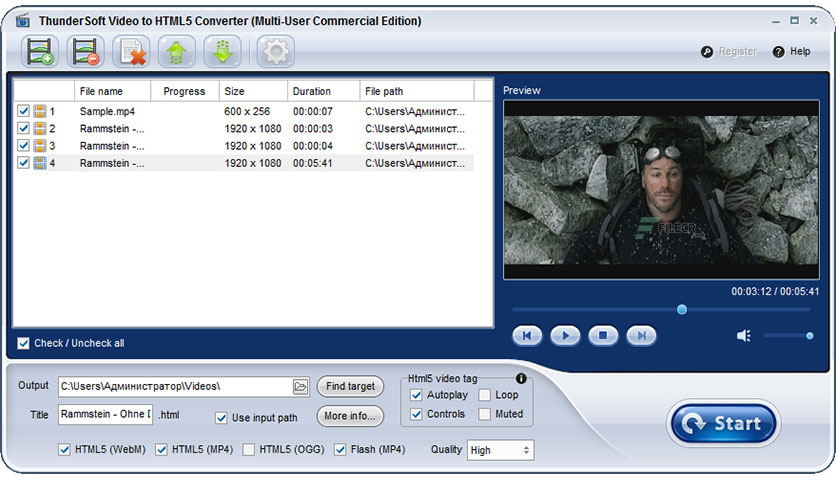 ThunderSoft Video to HTML5 Converter (Multi-User Commercial Edition)
Register Help
File name Progress Size Duration File path
1 Sample.mp4 600 x 256 00:00:07 C:\Users\Админист...
2 Rammstein -... 1920 x 1080 00:00:03 C:\Users\Админист...
3 Rammstein -... 1920 x 1080 00:00:04 C:\Users\Админист...
4 Rammstein -... 1920 x 1080 00:05:41 C:\Users\Админист...
Check / Uncheck all
Preview
FILECR
.com
00:03:12 / 00:05:41
Output C:\Users\Администратор\Videos\ Find target
Title Rammstein - Ohne D .html Use input path More info...
Html5 video tag
Autoplay Loop
Controls Muted
HTML5 (WebM) HTML5 (MP4) HTML5 (OGG) Flash (MP4) Quality High
Start